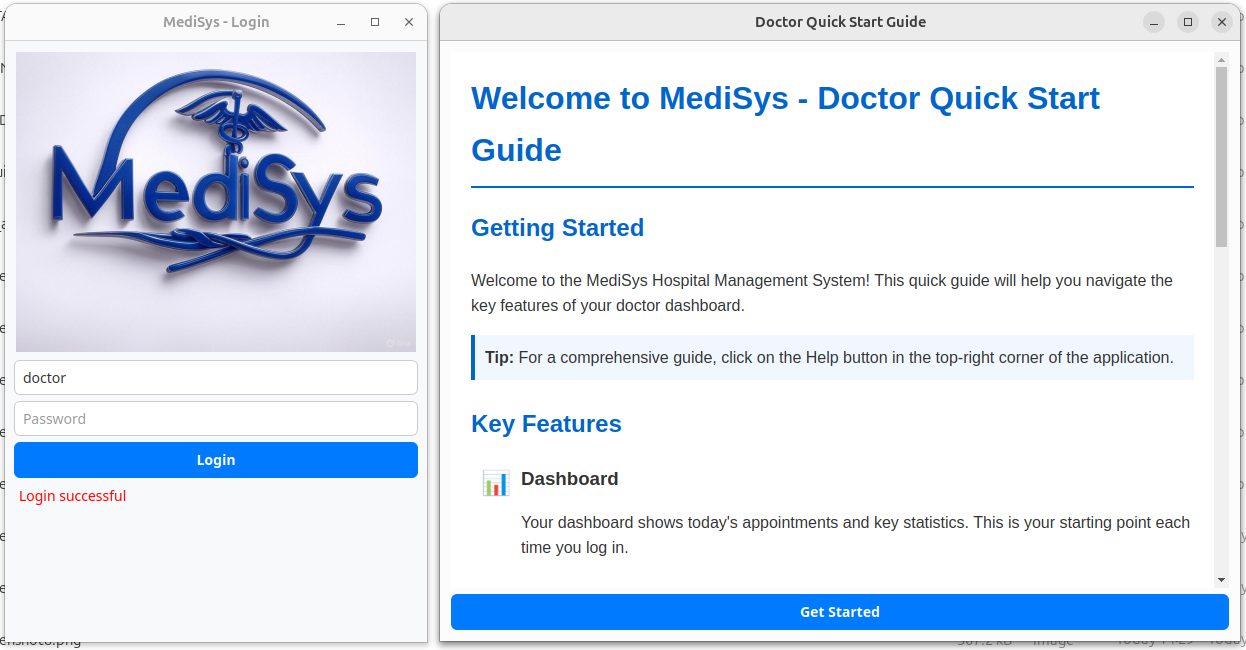 MediSys - Login
MediSys
doctor
Password
Login
Login successful
Doctor Quick Start Guide
Welcome to MediSys - Doctor Quick Start
Guide
Getting Started
Welcome to the MediSys Hospital Management System! This quick guide will help you navigate the
key features of your doctor dashboard.
Tip: For a comprehensive guide, click on the Help button in the top-right corner of the application.
Key Features
Dashboard
Your dashboard shows today's appointments and key statistics. This is your starting point each
time you log in.
Get Started